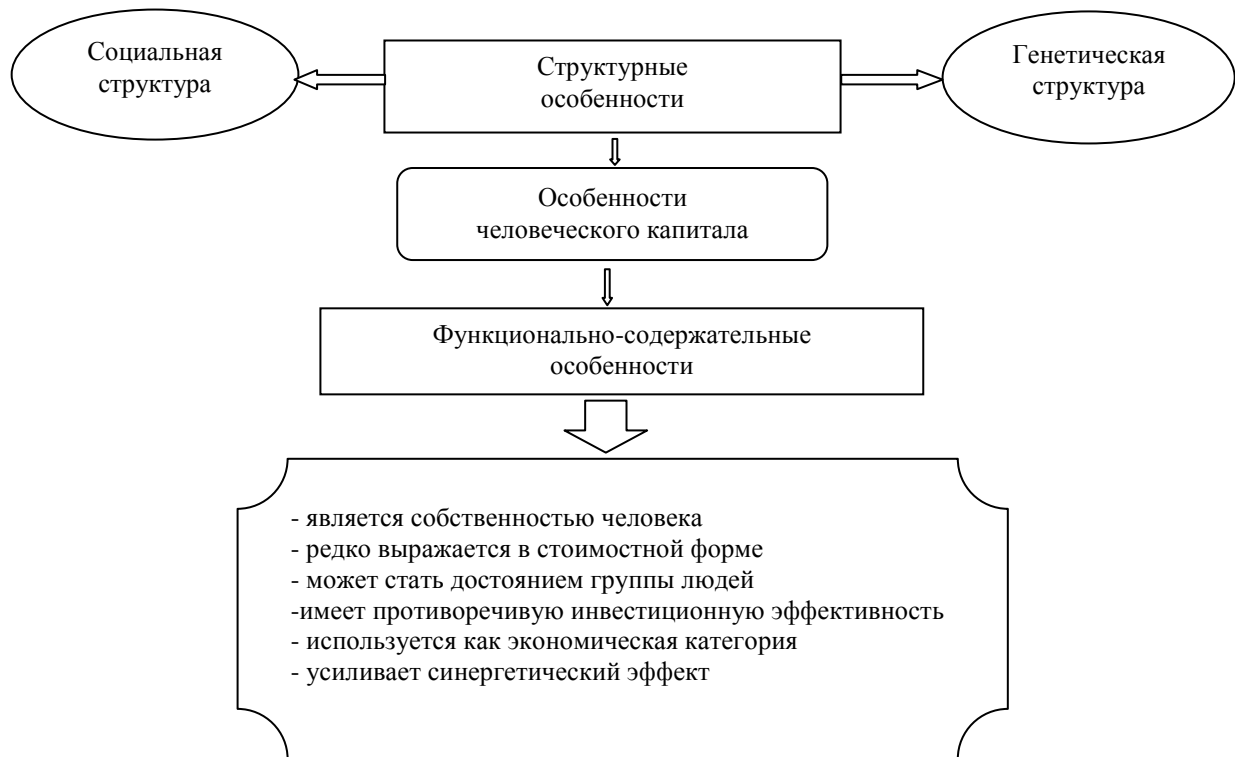 Социальная
структура
Структурные
особенности
Генетическая
структура
Особенности
человеческого капитала
Функционально-содержательные
особенности
- является собственностью человека
- редко выражается в стоимостной форме
- может стать достоянием группы людей
-имеет противоречивую инвестиционную эффективность
- используется как экономическая категория
- усиливает синергетический эффект